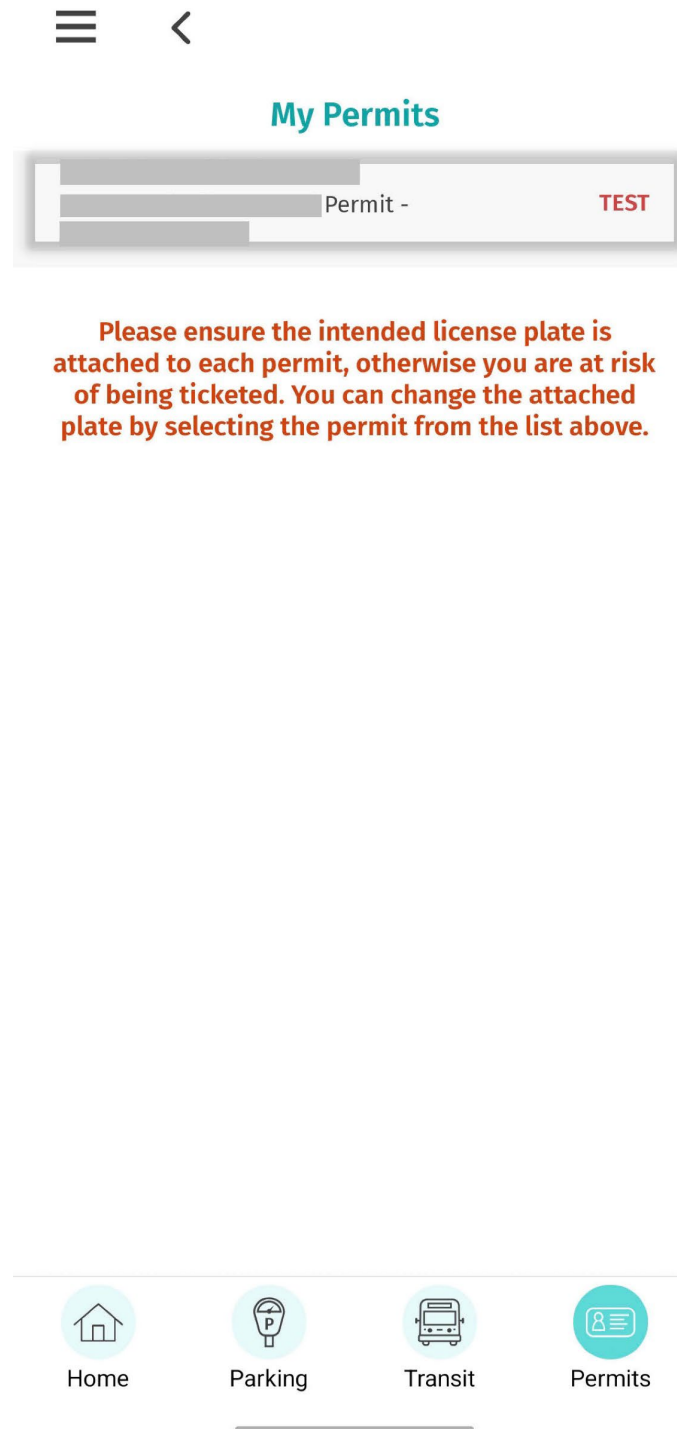 My Permits
Permit -
TEST
Please ensure the intended license plate is
attached to each permit, otherwise you are at risk
of being ticketed. You can change the attached
plate by selecting the permit from the list above.
P
Home
Parking
Transit
Permits